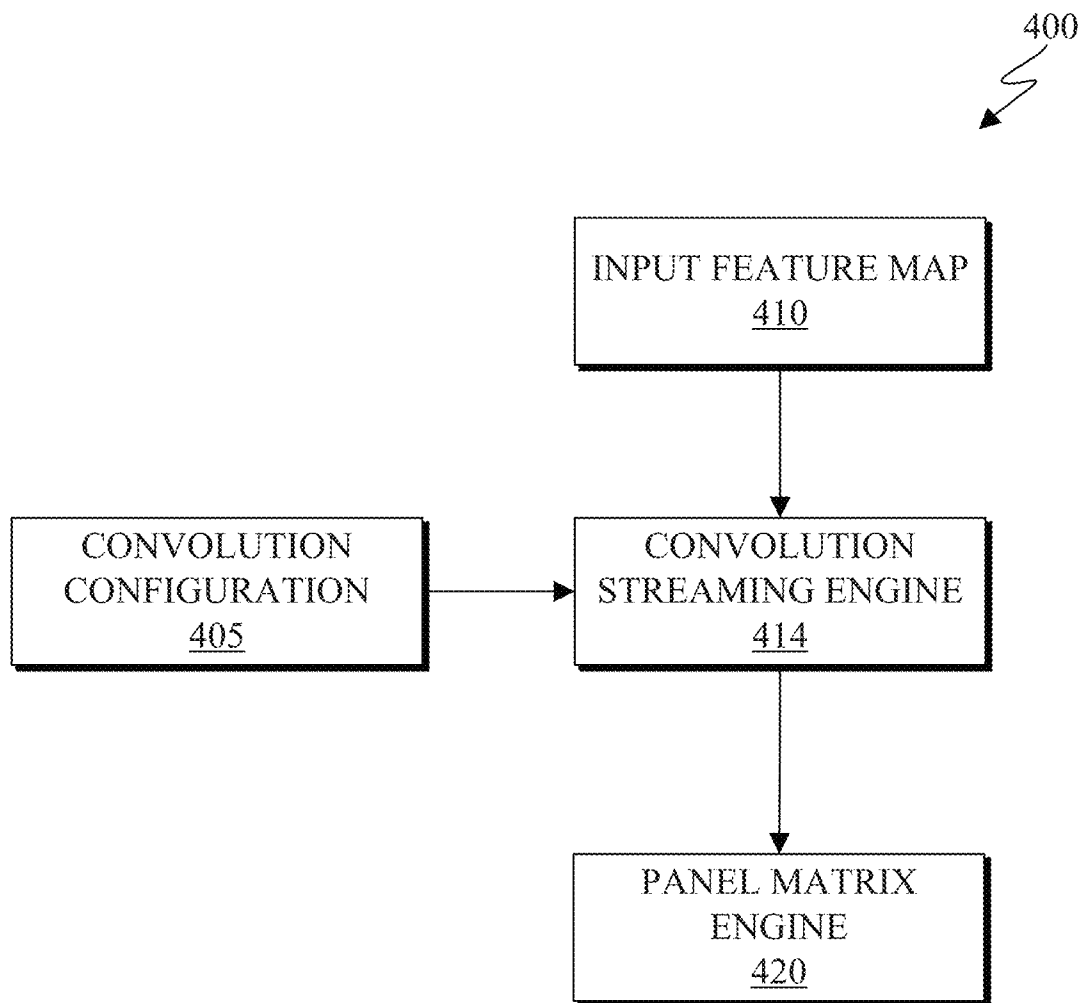 400
INPUT FEATURE MAP
410
CONVOLUTION
CONFIGURATION
405
CONVOLUTION
STREAMING ENGINE
414
PANEL MATRIX
ENGINE
420